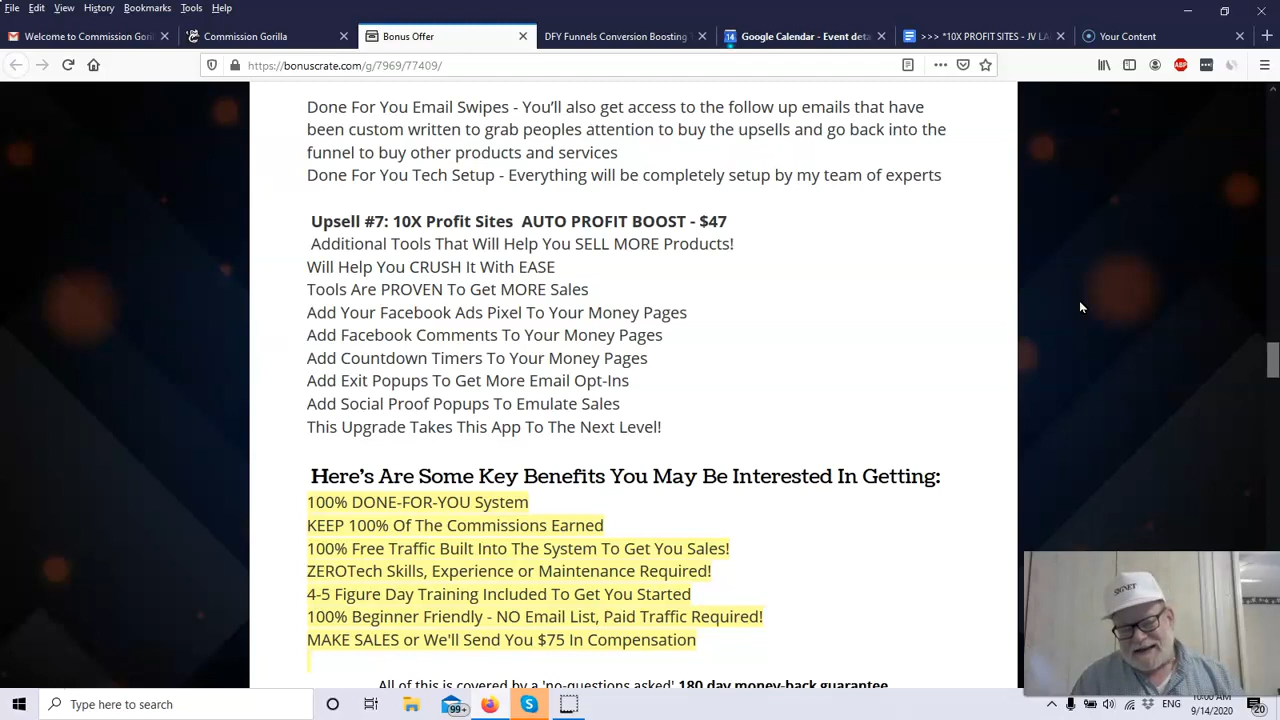 File Edit View History Bookmarks Tools Help
Welcome to Commission Goril
Commission Gorilla
Bonus Offer
DFY Funnels Conversion Boosting
Google Calendar - Event deta
>>> *10X PROFIT SITES - JV LA
Your Content
https://bonuscrate.com/g/7969/77409/
Done For You Email Swipes - You’ll also get access to the follow up emails that have
been custom written to grab peoples attention to buy the upsells and go back into the
funnel to buy other products and services
Done For You Tech Setup - Everything will be completely setup by my team of experts
Upsell #7: 10X Profit Sites AUTO PROFIT BOOST - $47
Additional Tools That Will Help You SELL MORE Products!
Will Help You CRUSH It With EASE
Tools Are PROVEN To Get MORE Sales
Add Your Facebook Ads Pixel To Your Money Pages
Add Facebook Comments To Your Money Pages
Add Countdown Timers To Your Money Pages
Add Exit Popups To Get More Email Opt-Ins
Add Social Proof Popups To Emulate Sales
This Upgrade Takes This App To The Next Level!
Here’s Are Some Key Benefits You May Be Interested In Getting:
100% DONE-FOR-YOU System
KEEP 100% Of The Commissions Earned
100% Free Traffic Built Into The System To Get You Sales!
ZEROTech Skills, Experience or Maintenance Required!
4-5 Figure Day Training Included To Get You Started
100% Beginner Friendly - NO Email List, Paid Traffic Required!
MAKE SALES or We'll Send You $75 In Compensation
All of this is covered by a 'no-questions asked' 180 day money-back guarantee
Type here to search
99+
ENG
10:00 AM
9/14/2020
20